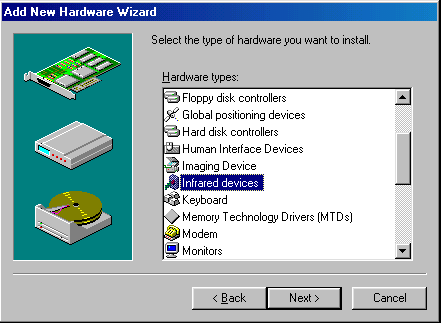 Add New Hardware Wizard
Select the type of hardware you want to install.
Hardware types:
Floppy disk controllers
Global positioning devices
Hard disk controllers
Human Interface Devices
Imaging Device
Infrared devices
Keyboard
Memory Technology Drivers (MTDs)
Modem
Monitors
< Back
Next >
Cancel